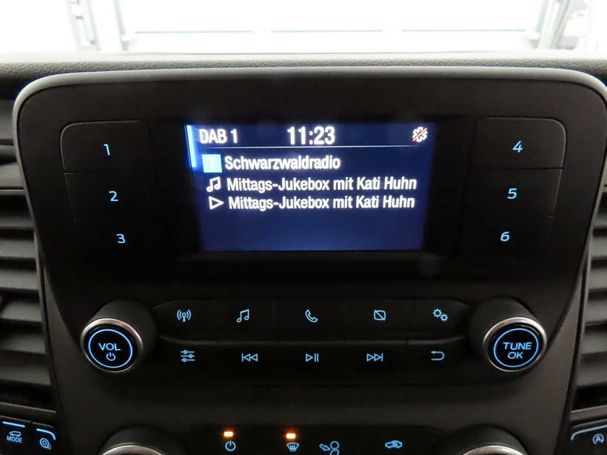 DAB 1 11:23
1 Schwarzwaldradio
Mittags-Jukebox mit Kati Huhn
Mittags-Jukebox mit Kati Huhn
1
2
3
4
5
6
VOL
TUNE
OK
MODE